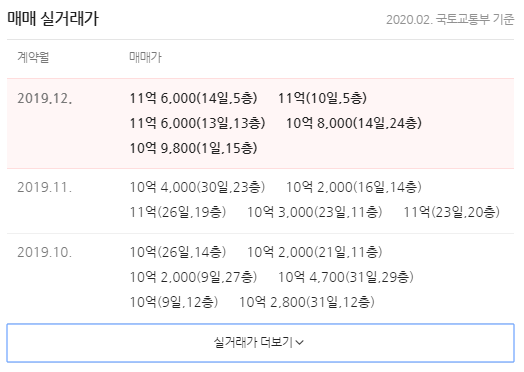 매매 실거래가 2020.02. 국토교통부 기준
계약월 매매가
2019.12. 11억 6,000(14일,5층) 11억(10일,5층)
11억 6,000(13일,13층) 10억 8,000(14일,24층)
10억 9,800(1일,15층)
2019.11. 10억 4,000(30일,23층) 10억 2,000(16일,14층)
11억(26일,19층) 10억 3,000(23일,11층) 11억(23일,20층)
2019.10. 10억(26일,14층) 10억 2,000(21일,11층)
10억 2,000(9일,27층) 10억 4,700(31일,29층)
10억(9일,12층) 10억 2,800(31일,12층)
실거래가 더보기